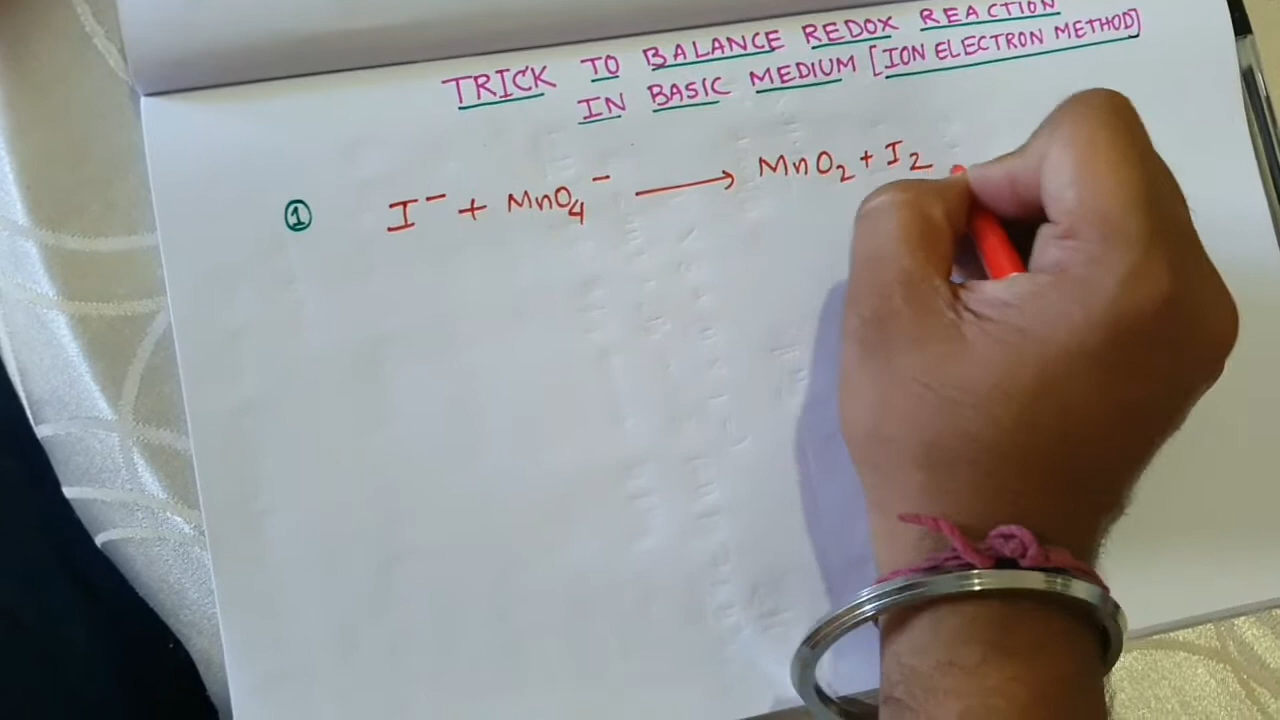 TRICK TO BALANCE REDOX REACTION
IN BASIC MEDIUM [ION ELECTRON METHOD]
① I⁻ + MnO₄⁻ ⟶ MnO₂ + I₂